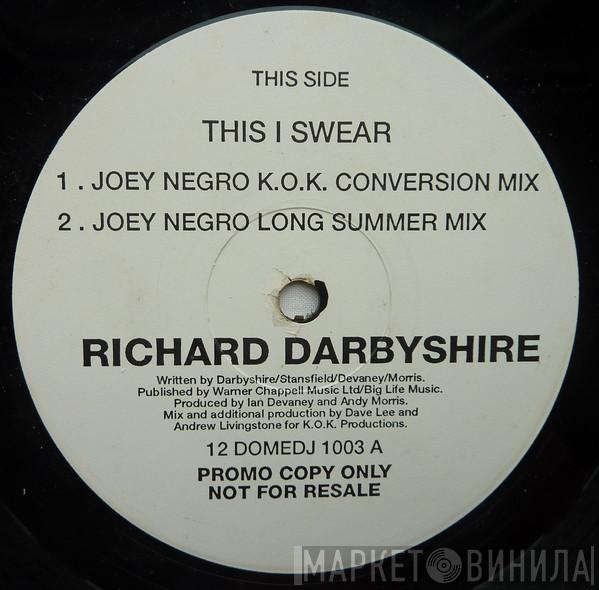 THIS SIDE
THIS I SWEAR
1 . JOEY NEGRO K.O.K. CONVERSION MIX
2 . JOEY NEGRO LONG SUMMER MIX
RICHARD DARBYSHIRE
Written by Darbyshire/Stansfield/Devaney/Morris.
Published by Warner Chappell Music Ltd/Big Life Music.
Produced by Ian Devaney and Andy Morris.
Mix and additional production by Dave Lee and
Andrew Livingstone for K.O.K. Productions.
12 DOMEDJ 1003 A
PROMO COPY ONLY
NOT FOR RESALE
МАРКЕТ ВИНИЛА